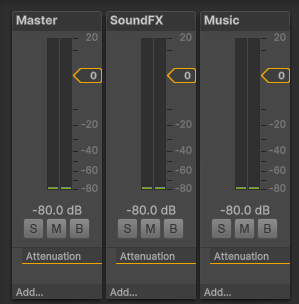 Master
20
0
-20
-40
-60
-80
-80.0 dB
S M B
Attenuation
Add...
SoundFX
20
0
-20
-40
-60
-80
-80.0 dB
S M B
Attenuation
Add...
Music
20
0
-20
-40
-60
-80
-80.0 dB
S M B
Attenuation
Add...